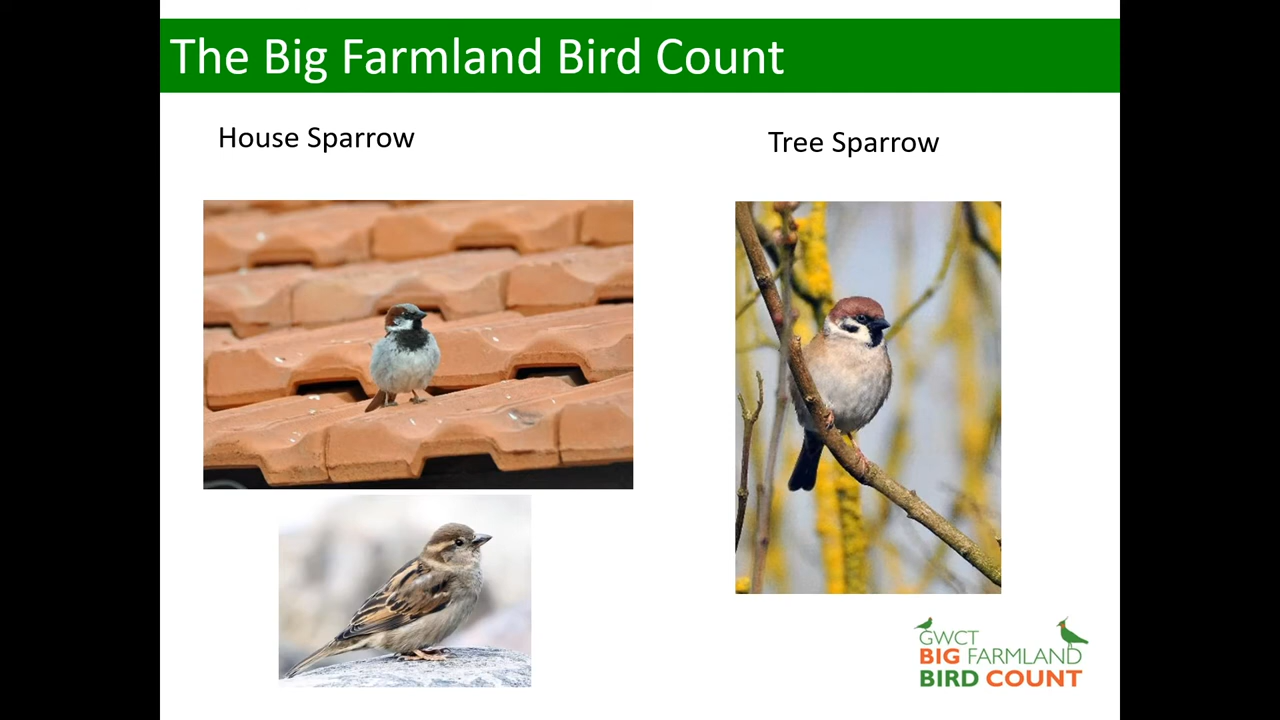 The Big Farmland Bird Count
House Sparrow
Tree Sparrow
GWCT
BIG FARMLAND
BIRD COUNT